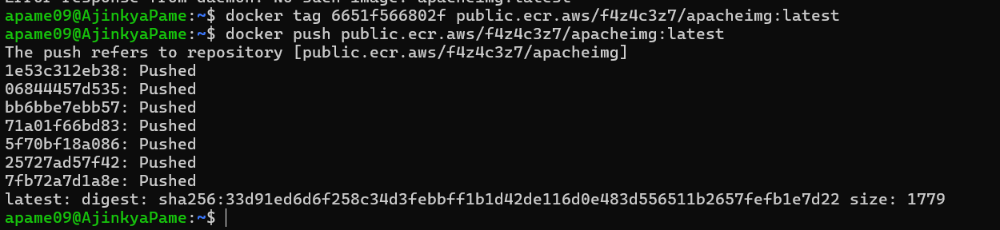 Error response from daemon: No such image: apacheimg:latest
apame09@AjinkyaPame:~$ docker tag 6651f566802f public.ecr.aws/f4z4c3z7/apacheimg:latest
apame09@AjinkyaPame:~$ docker push public.ecr.aws/f4z4c3z7/apacheimg:latest
The push refers to repository [public.ecr.aws/f4z4c3z7/apacheimg]
1e53c312eb38: Pushed
06844457d535: Pushed
bb6bbe7ebb57: Pushed
71a01f66bd83: Pushed
5f70bf18a086: Pushed
25727ad57f42: Pushed
7fb72a7d1a8e: Pushed
latest: digest: sha256:33d91ed6d6f258c34d3febbff1b1d42de116d0e483d556511b2657fefb1e7d22 size: 1779
apame09@AjinkyaPame:~$